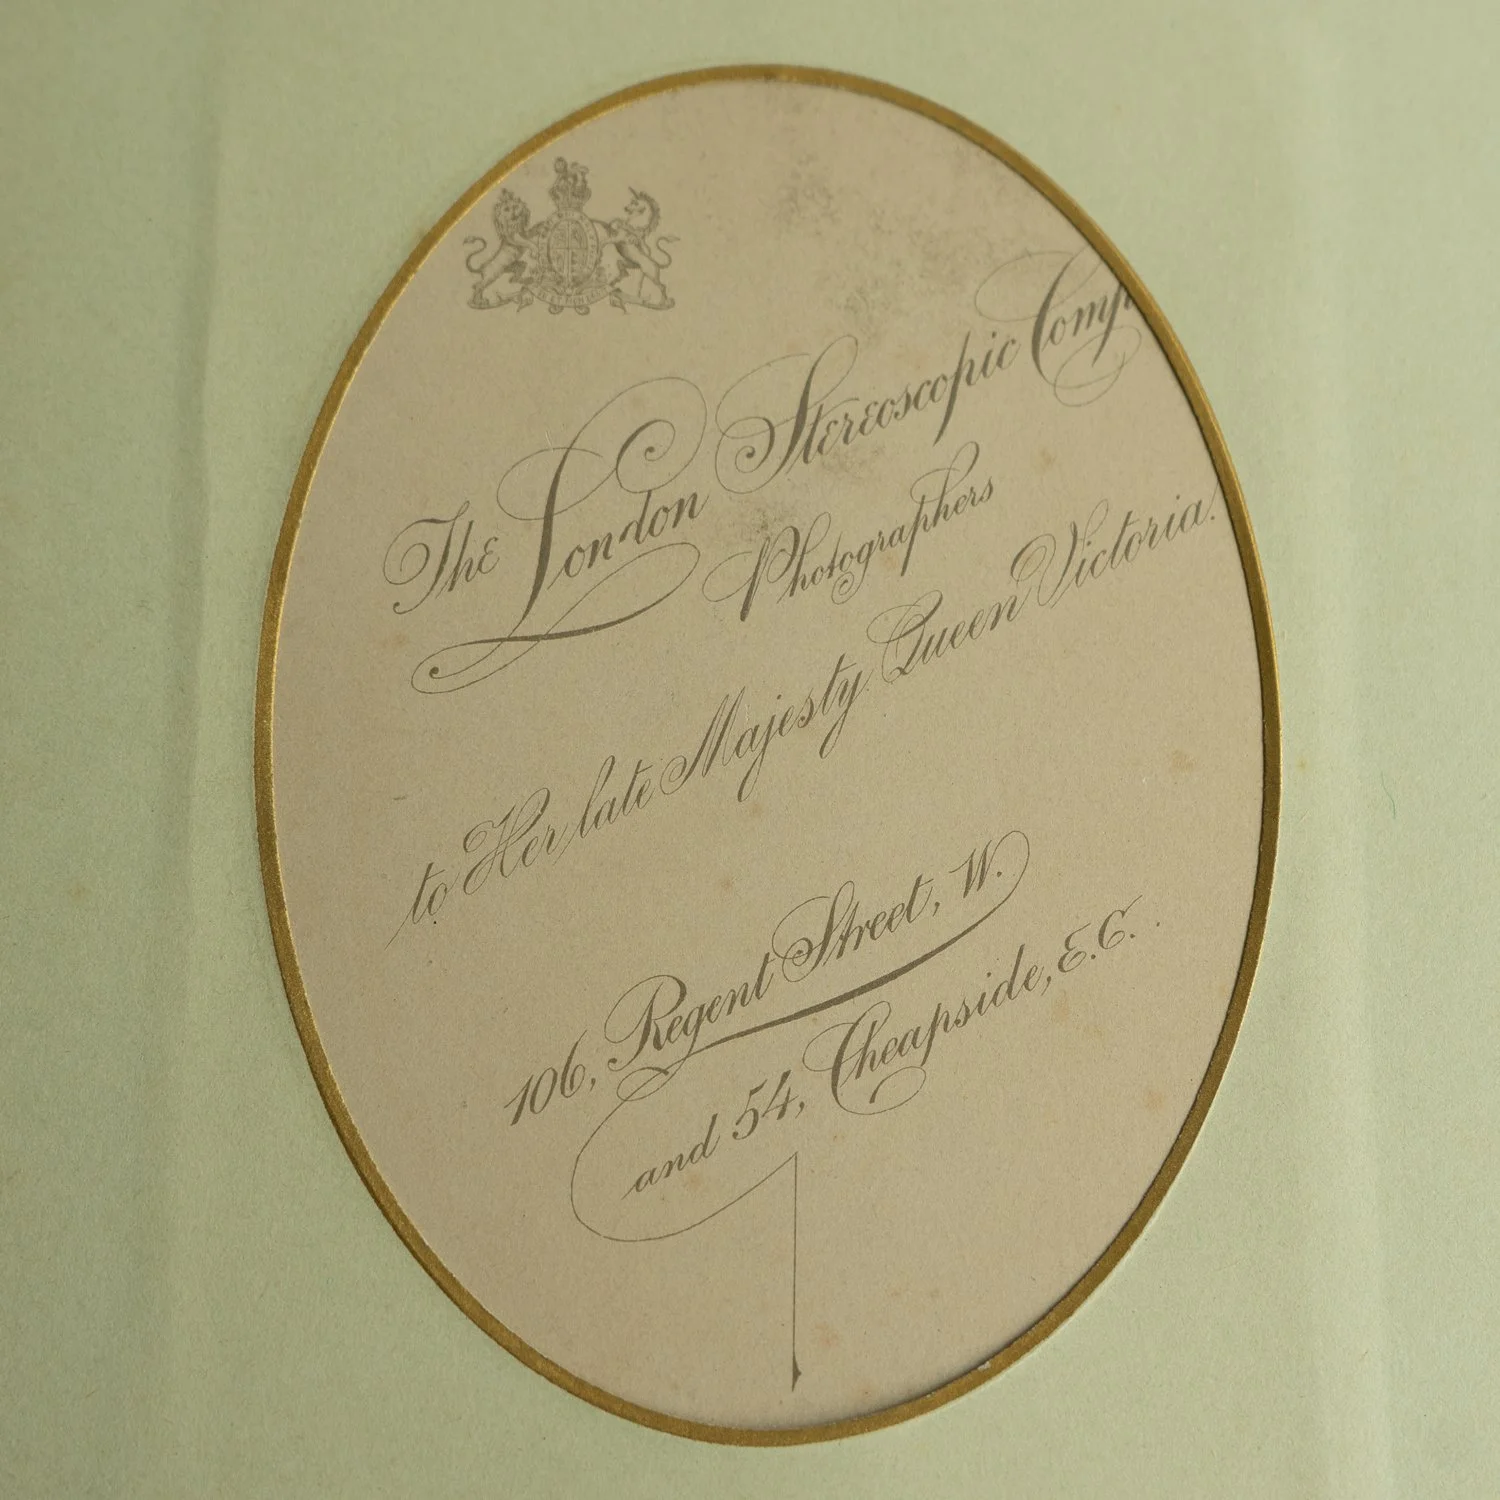 The London Stereoscopic Comp
Photographers
to Her late Majesty Queen Victoria.
106, Regent Street, W.
and 54, Cheapside, E.C.